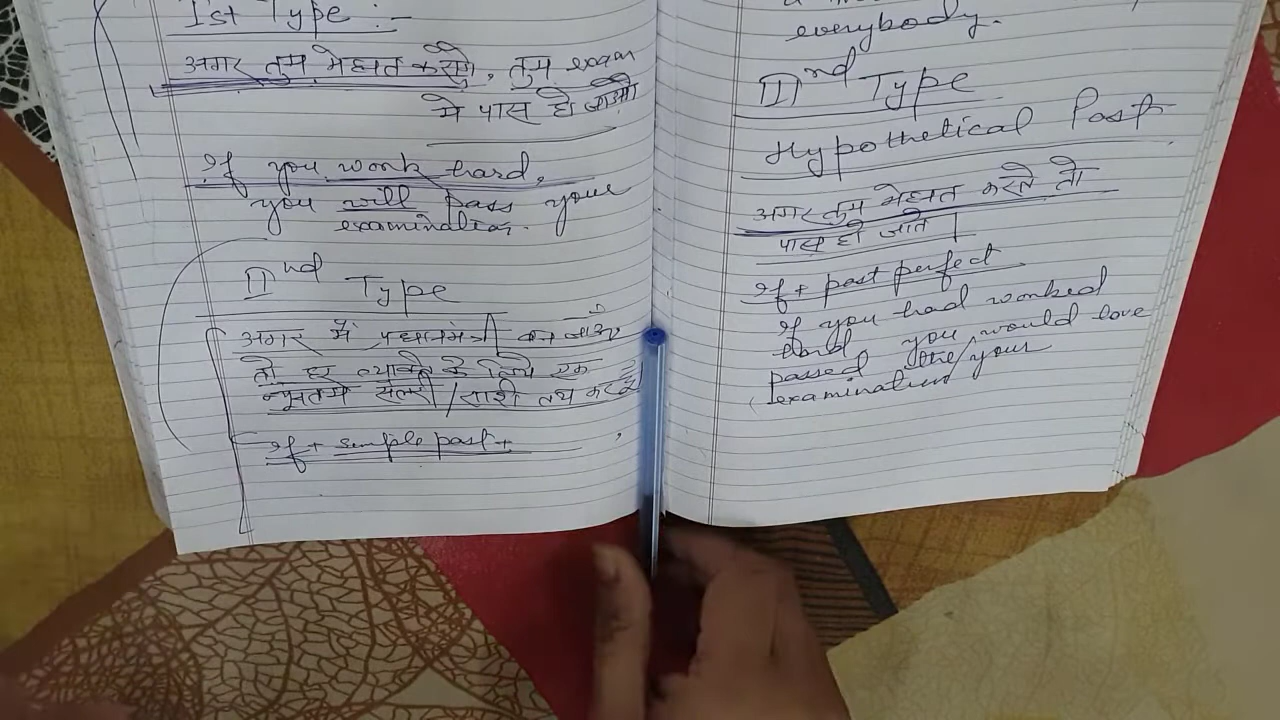 Ist Type :-
अगर तुम मेहनत करोगे, तुम exam
मे पास हो जाओगे
If you work hard,
you will pass your
examination.
IInd Type
अगर मैं प्रधानमंत्री बन जाऊ
तो हर व्यक्ति के लिये एक
न्यूनतम सैलरी/राशी तय कर दूं
If + simple past +
everybody.
IInd Type
Hypothetical Past
अगर तुम मेहनत करते तो
पास हो जाते
If + past perfect
If you had worked
hard, you would have
passed the/your
examination